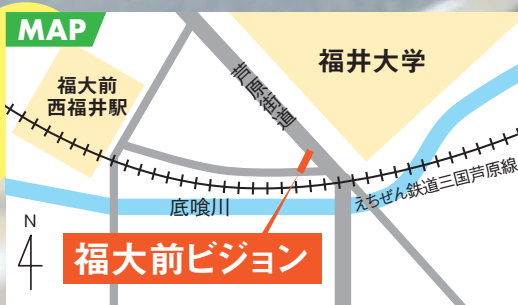 MAP
福大前
西福井駅
芦原街道
福井大学
えちぜん鉄道三国芦原線
底喰川
N
福大前ビジョン